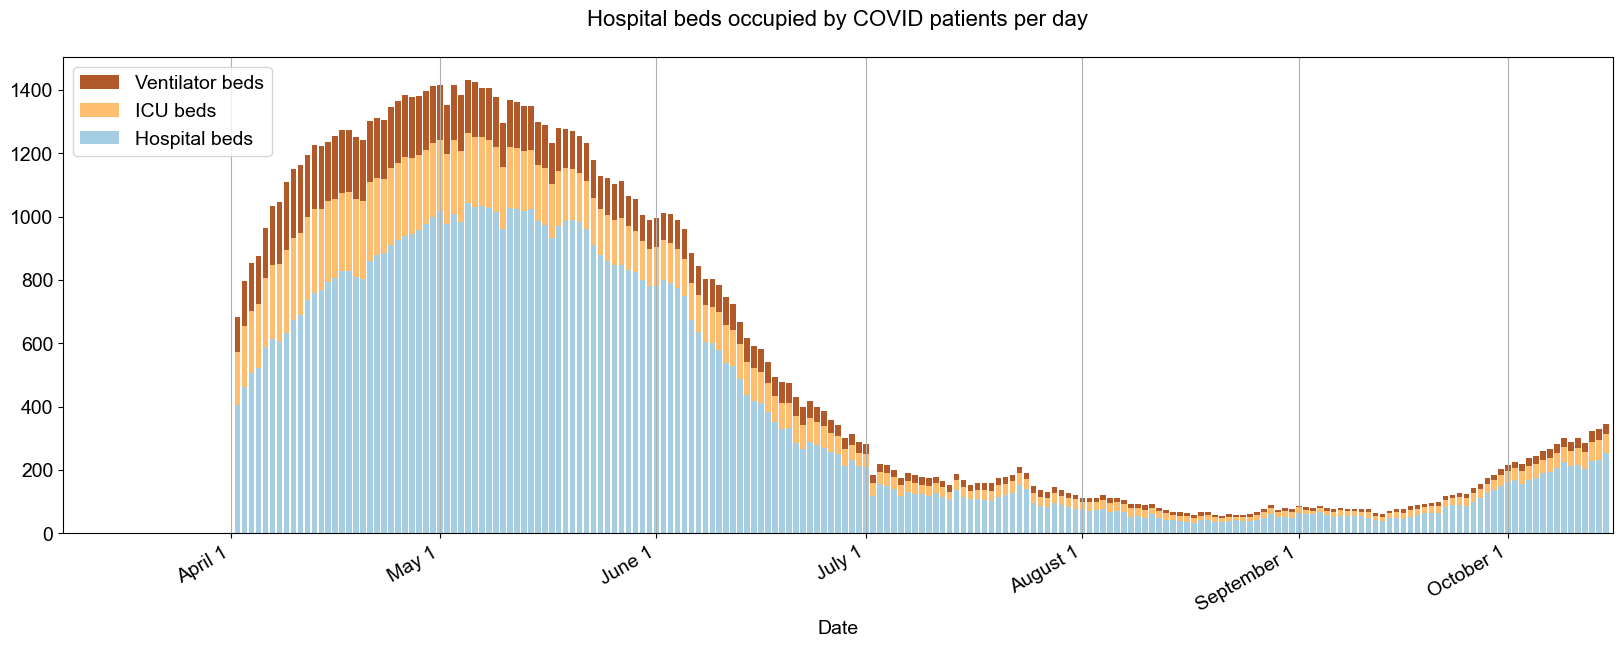 Hospital beds occupied by COVID patients per day
Ventilator beds
ICU beds
Hospital beds
1400
1200
1000
800
600
400
200
0
April 1
May 1
June 1
July 1
August 1
September 1
October 1
Date